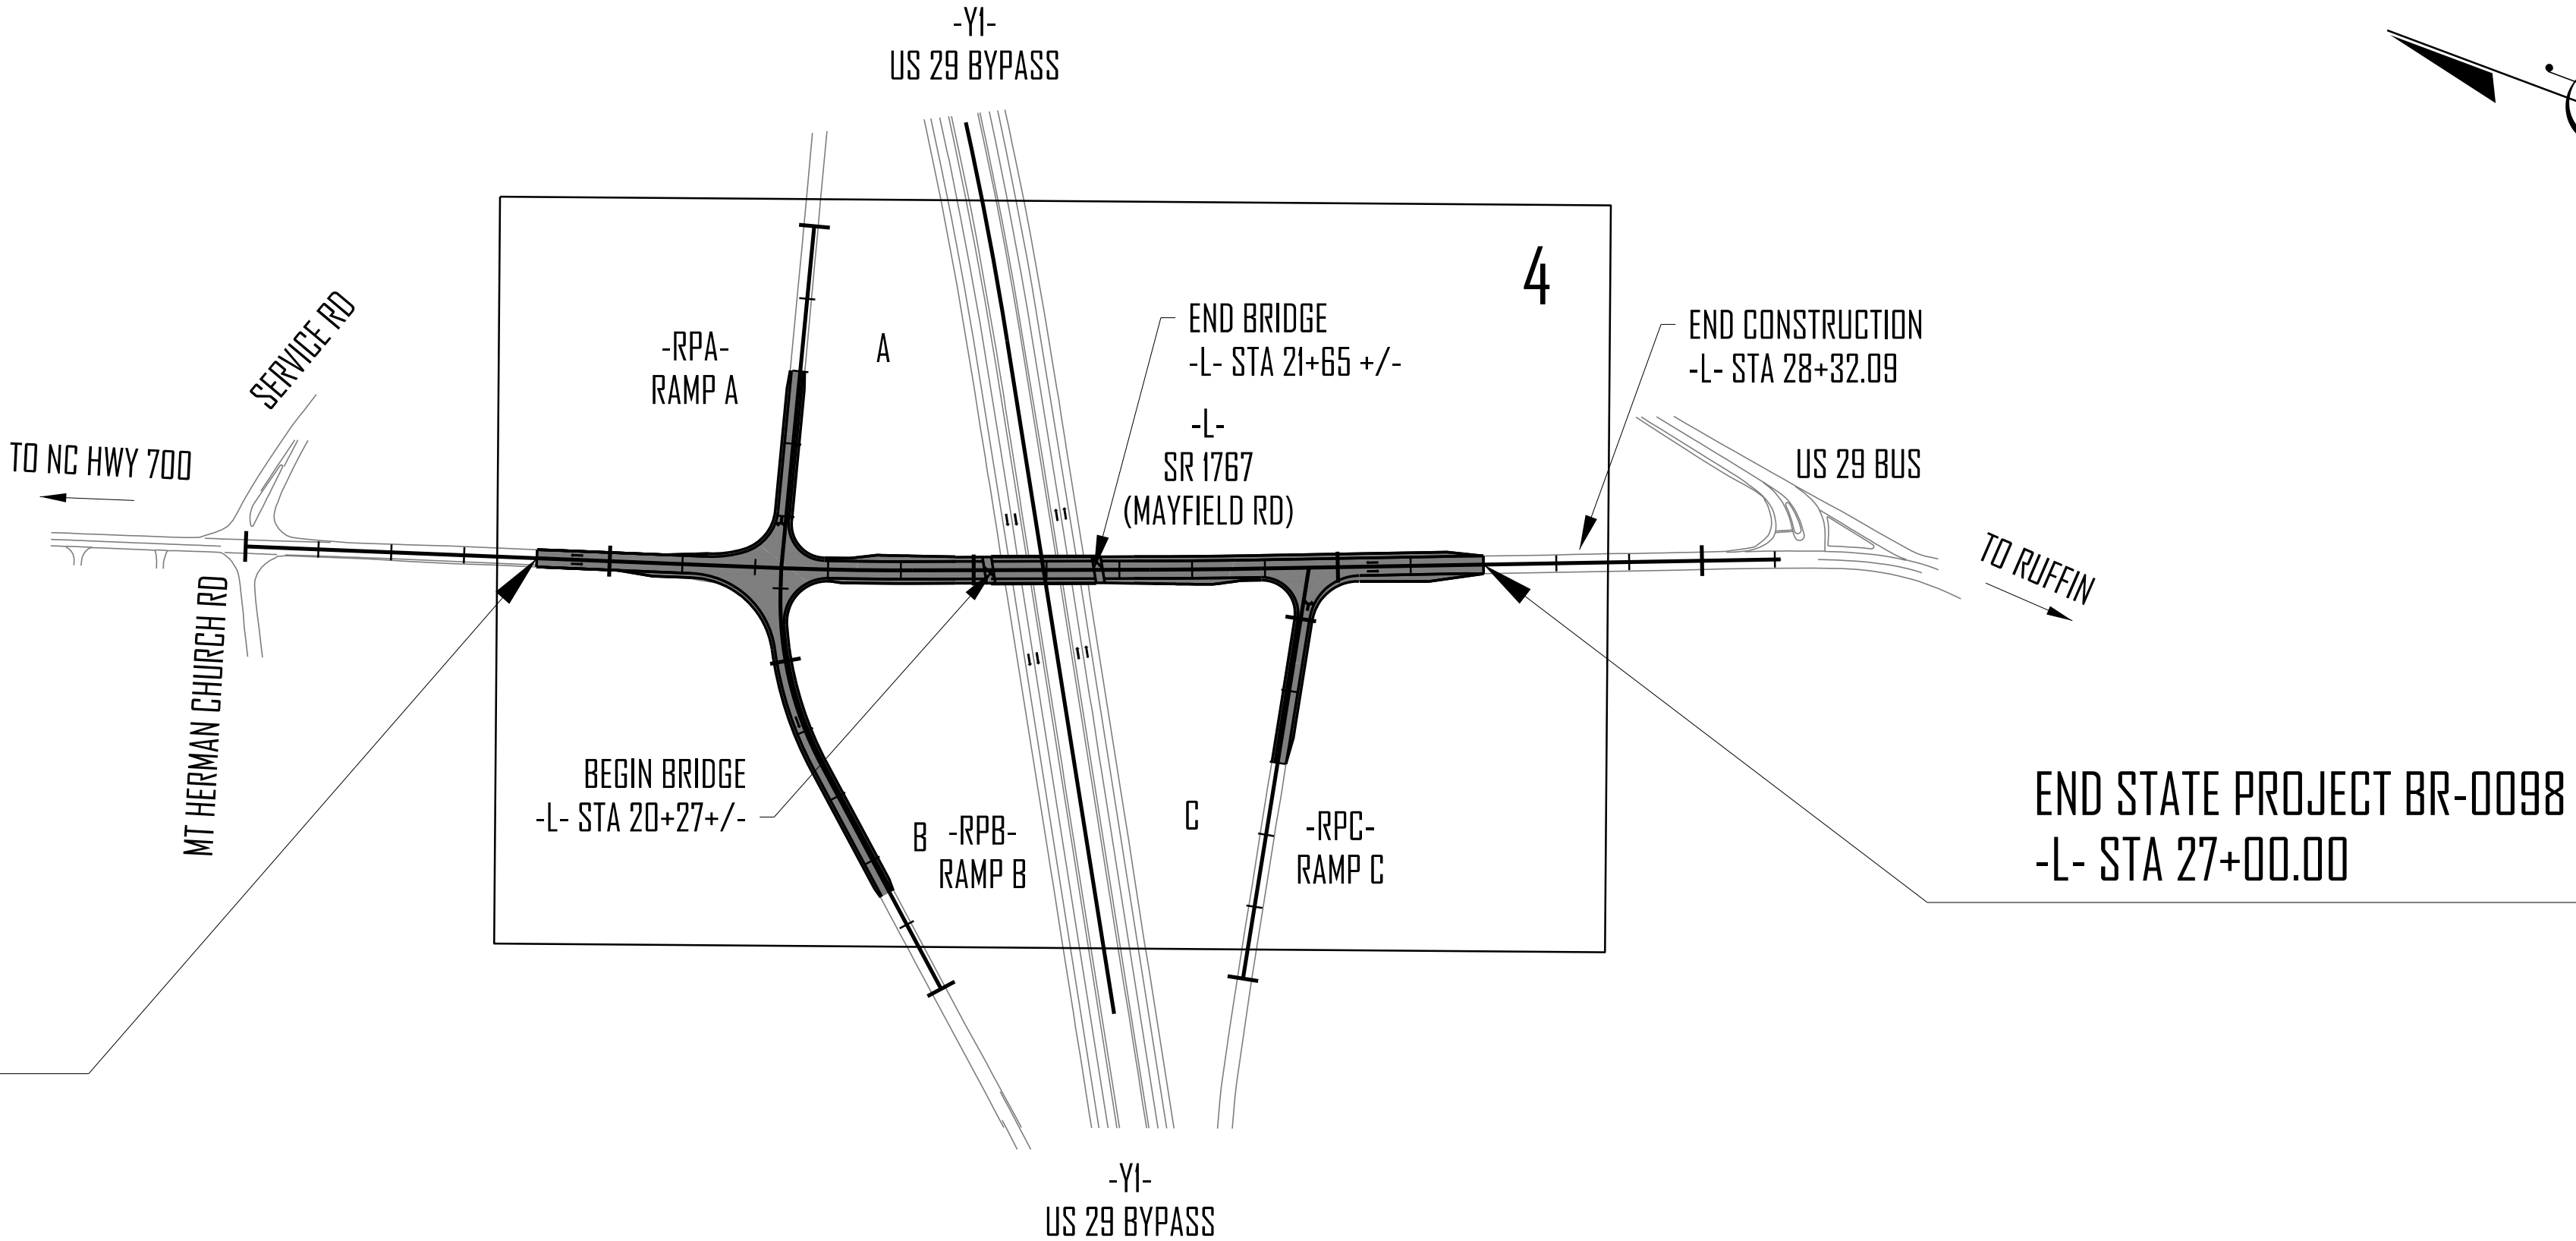 -Y1-
US 29 BYPASS
4
SERVICE RD
-RPA-
RAMP A
A
END BRIDGE
-L- STA 21+65 +/-
END CONSTRUCTION
-L- STA 28+32.09
-L-
SR 1767
(MAYFIELD RD)
TO NC HWY 700
US 29 BUS
TO RUFFIN
MT HERMAN CHURCH RD
BEGIN BRIDGE
-L- STA 20+27+/-
B
-RPB-
RAMP B
C
-RPC-
RAMP C
END STATE PROJECT BR-0098
-L- STA 27+00.00
-Y1-
US 29 BYPASS